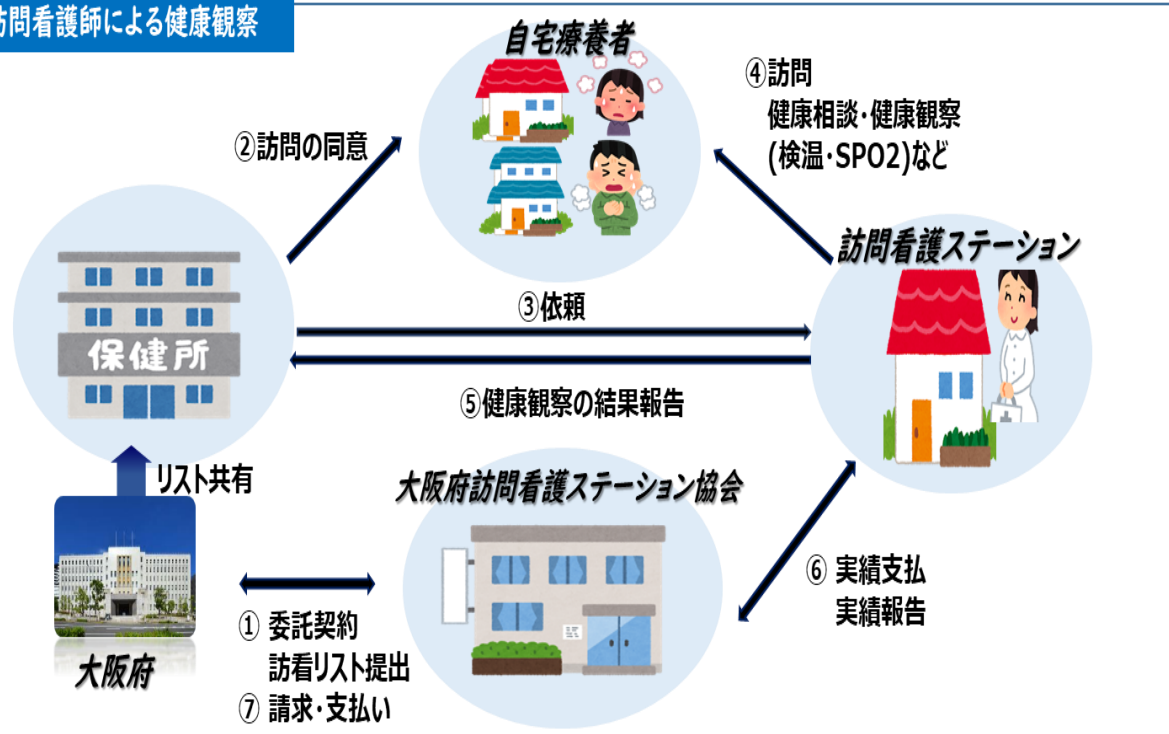 訪問看護師による健康観察
自宅療養者
④訪問
健康相談・健康観察
(検温・SPO2)など
②訪問の同意
訪問看護ステーション
③依頼
保健所
⑤健康観察の結果報告
リスト共有
大阪府訪問看護ステーション協会
⑥ 実績支払
実績報告
① 委託契約
訪看リスト提出
⑦ 請求・支払い
大阪府